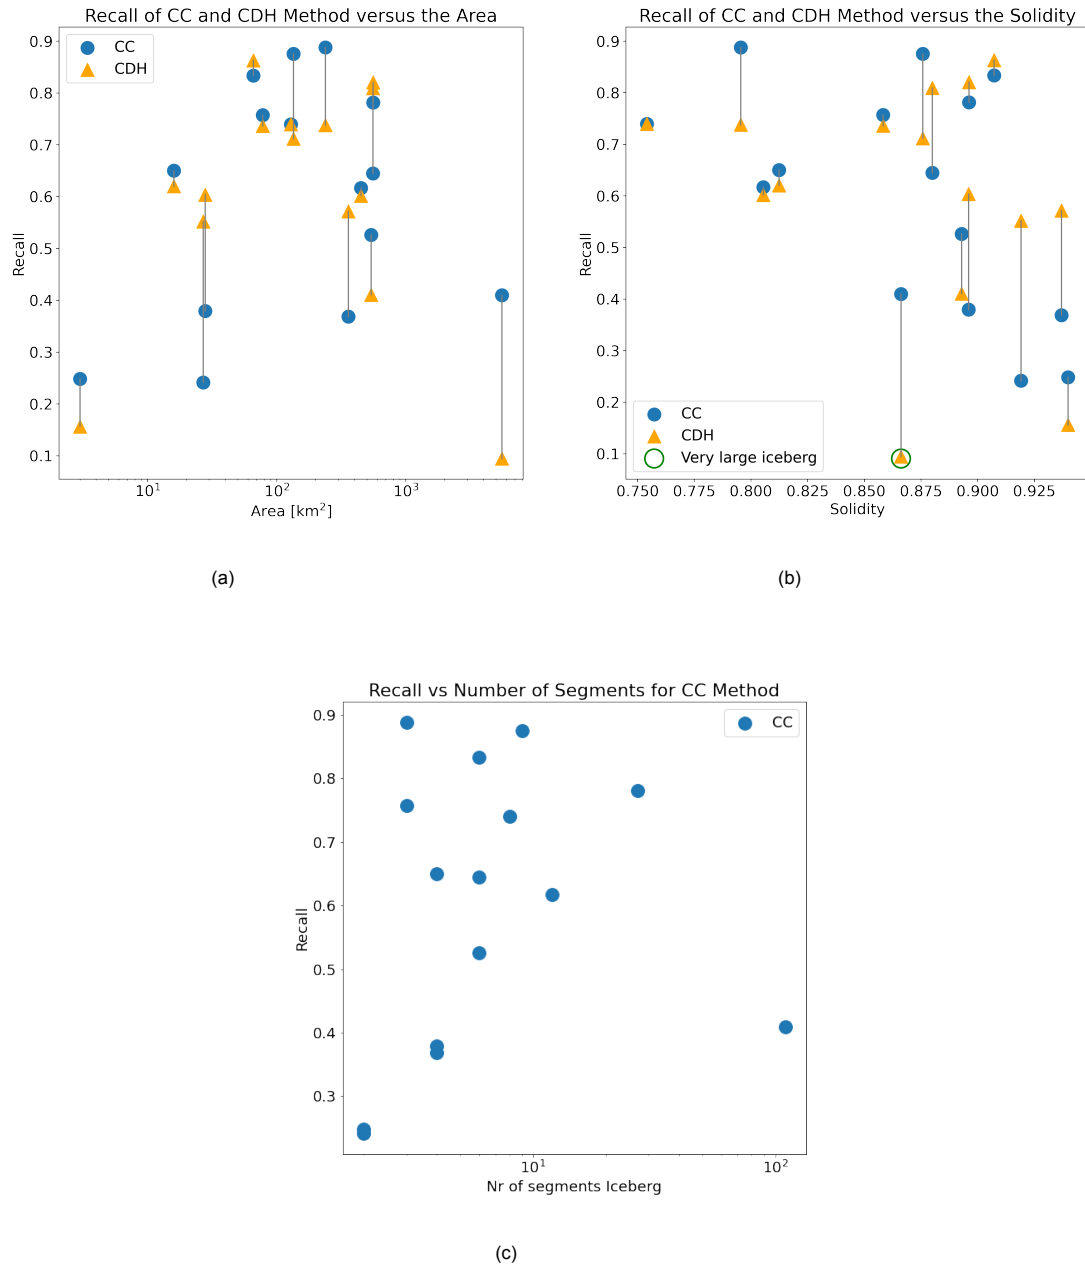 Recall of CC and CDH Method versus the Area
CC
CDH
Recall
0.9
0.8
0.7
0.6
0.5
0.4
0.3
0.2
0.1
10¹ 10² 10³
Area [km²]
(a)
Recall of CC and CDH Method versus the Solidity
Recall
0.9
0.8
0.7
0.6
0.5
0.4
0.3
0.2
0.1
CC
CDH
Very large iceberg
0.750 0.775 0.800 0.825 0.850 0.875 0.900 0.925
Solidity
(b)
Recall vs Number of Segments for CC Method
CC
Recall
0.9
0.8
0.7
0.6
0.5
0.4
0.3
10¹ 10²
Nr of segments Iceberg
(c)